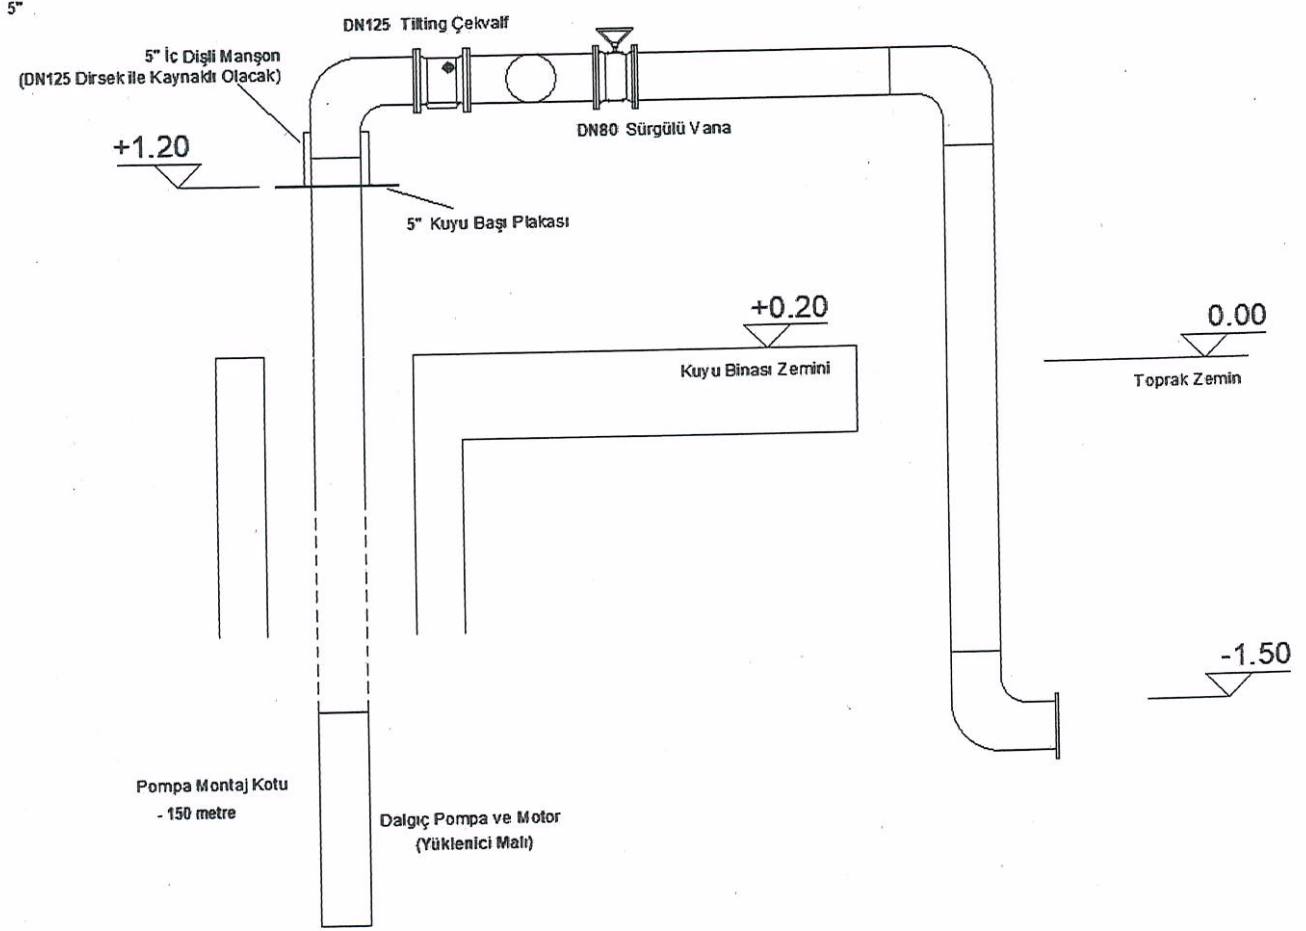 5"
DN125 Tilting Çekvalf
5" İç Dişli Manşon
(DN125 Dirsek ile Kaynaklı Olacak)
DN80 Sürgülü Vana
+1.20
5" Kuyu Başı Plakası
+0.20
0.00
Kuyu Binası Zemini
Toprak Zemin
-1.50
Pompa Montaj Kotu
- 150 metre
Dalgıç Pompa ve Motor
(Yüklenici Malı)